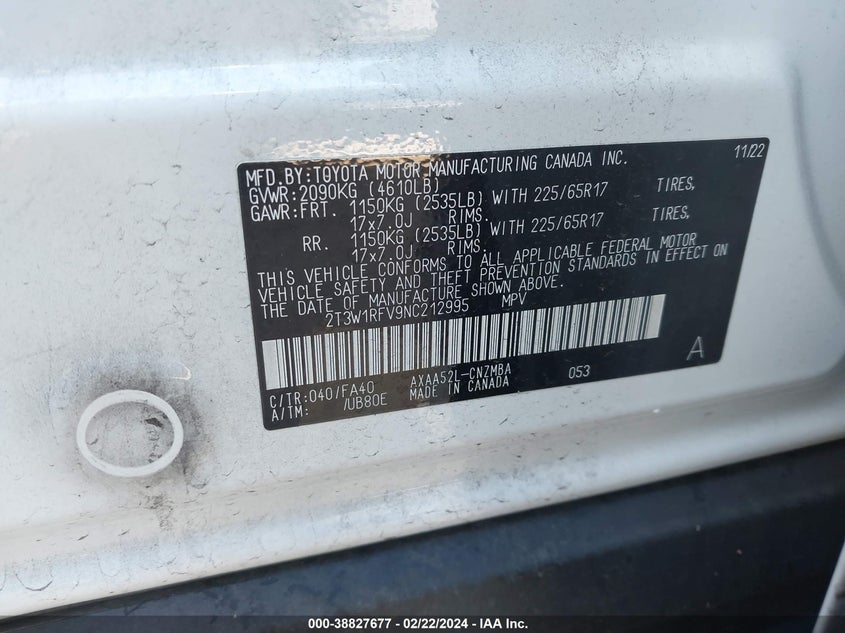 MFD.BY:TOYOTA MOTOR MANUFACTURING CANADA INC. 11/22
GVWR:2090KG (4610LB)
GAWR:FRT. 1150KG (2535LB) WITH 225/65R17 TIRES,
17x7.0J RIMS.
RR. 1150KG (2535LB) WITH 225/65R17 TIRES,
17x7.0J RIMS.
THIS VEHICLE CONFORMS TO ALL APPLICABLE FEDERAL MOTOR
VEHICLE SAFETY AND THEFT PREVENTION STANDARDS IN EFFECT ON
THE DATE OF MANUFACTURE SHOWN ABOVE.
2T3W1RFV9NC212995 MPV
A
C/TR:040/FA40 AXAA52L-CNZMBA 053
A/TM: /UB80E MADE IN CANADA
000-38827677 - 02/22/2024 - IAA Inc.